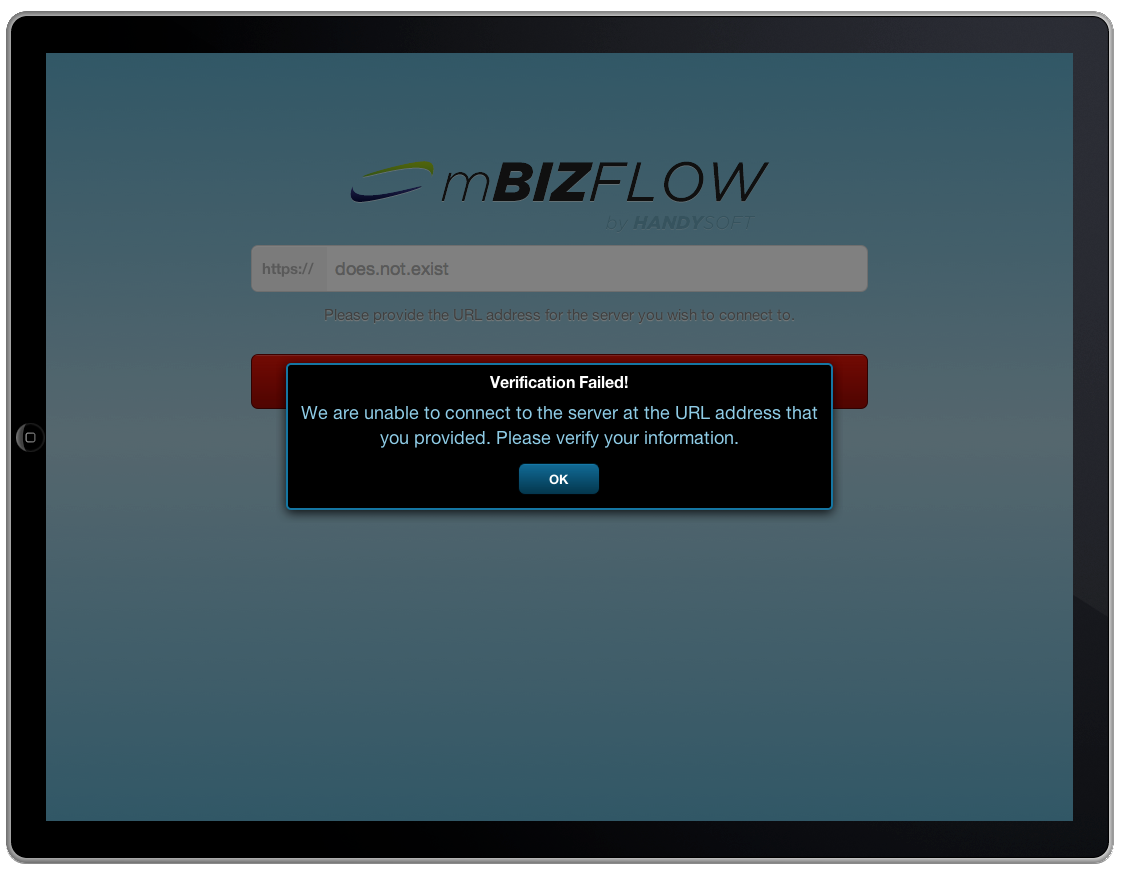 mBIZFLOW
by HANDYSOFT
https:// does.not.exist
Please provide the URL address for the server you wish to connect to.
Verification Failed!
We are unable to connect to the server at the URL address that
you provided. Please verify your information.
OK